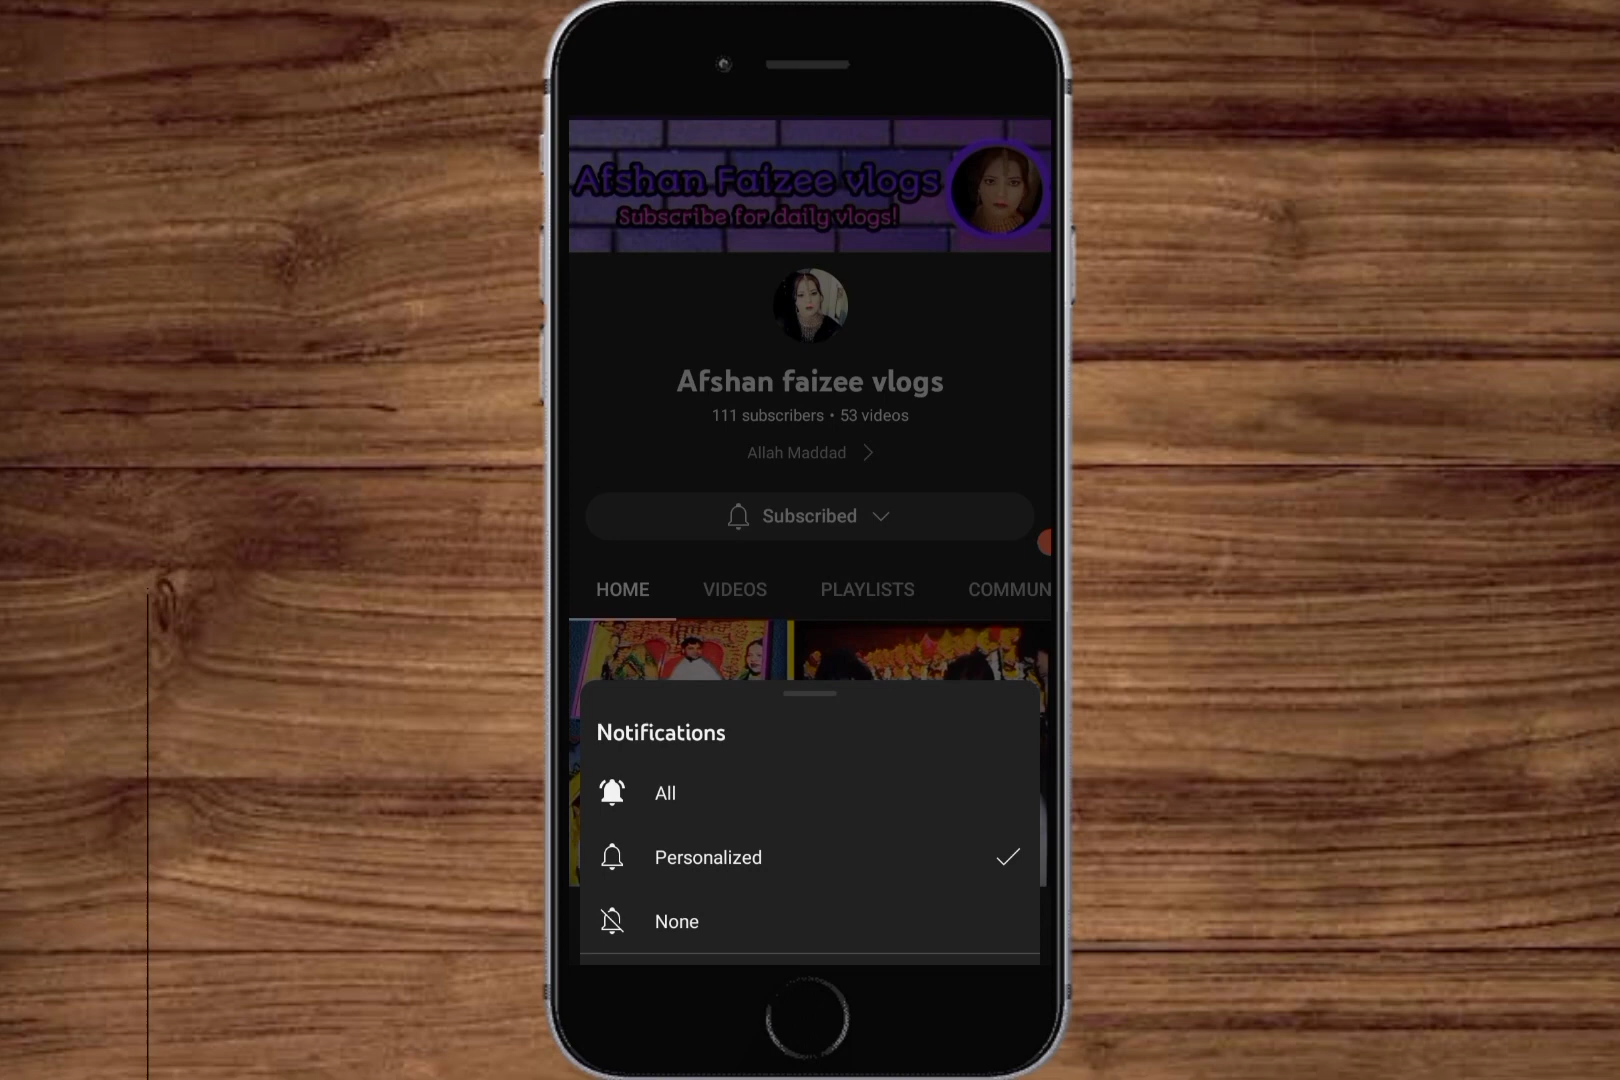 Afshan Faizee vlogs
Subscribe for daily vlogs!
Afshan faizee vlogs
111 subscribers • 53 videos
Allah Maddad
Subscribed
HOME VIDEOS PLAYLISTS COMMUN
Notifications
All
Personalized
None